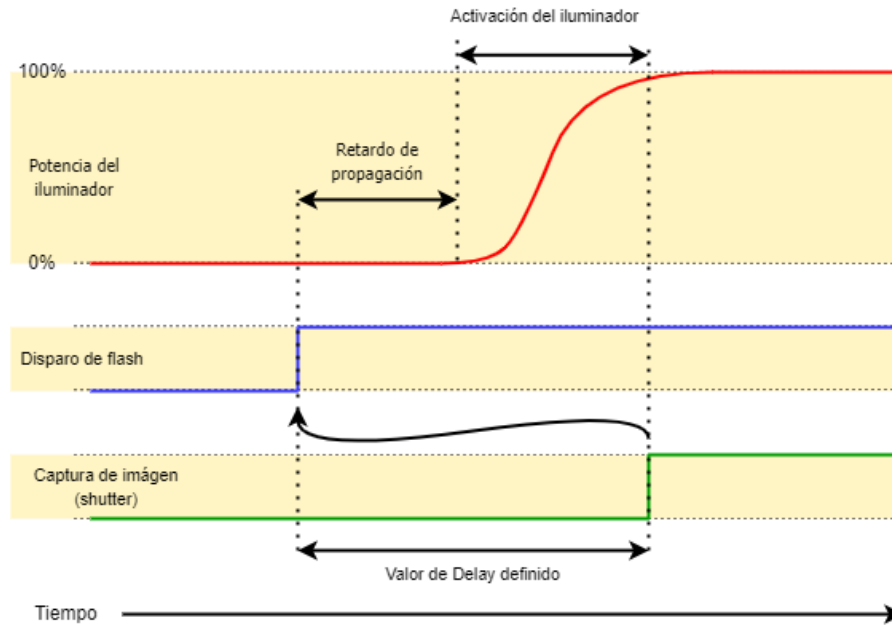 Activación del iluminador
100%
Retardo de
propagación
Potencia del
iluminador
0%
Disparo de flash
Captura de imágen
(shutter)
Valor de Delay definido
Tiempo